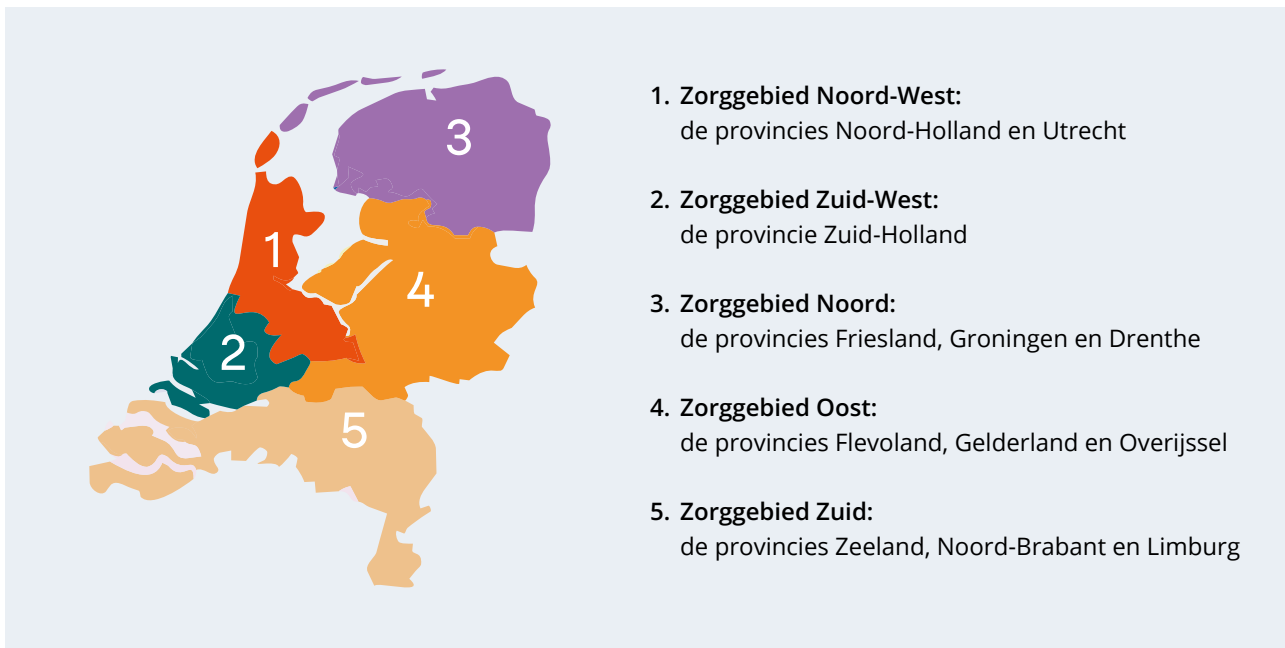 3
1
4
2
5
1. Zorggebied Noord-West:
de provincies Noord-Holland en Utrecht
2. Zorggebied Zuid-West:
de provincie Zuid-Holland
3. Zorggebied Noord:
de provincies Friesland, Groningen en Drenthe
4. Zorggebied Oost:
de provincies Flevoland, Gelderland en Overijssel
5. Zorggebied Zuid:
de provincies Zeeland, Noord-Brabant en Limburg